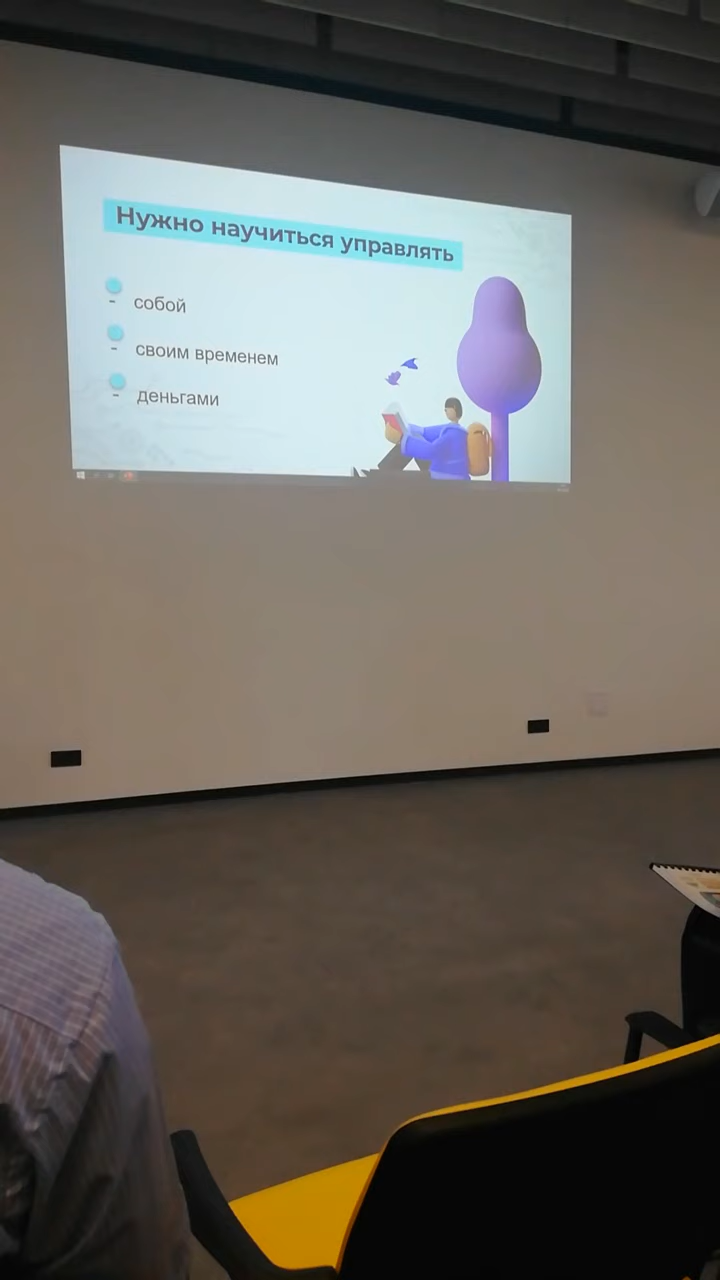 Нужно научиться управлять
- собой
- своим временем
- деньгами